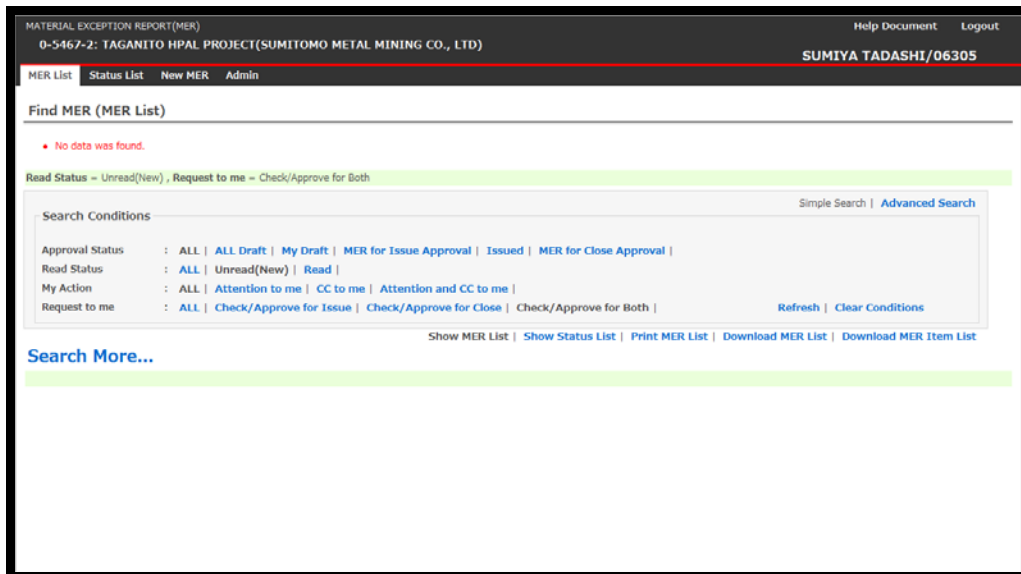 MATERIAL EXCEPTION REPORT(MER)
Help Document Logout
0-5467-2: TAGANITO HPAL PROJECT(SUMITOMO METAL MINING CO., LTD)
SUMIYA TADASHI/06305
MER List Status List New MER Admin
Find MER (MER List)
• No data was found.
Read Status = Unread(New) , Request to me = Check/Approve for Both
Simple Search | Advanced Search
Search Conditions
Approval Status : ALL | ALL Draft | My Draft | MER for Issue Approval | Issued | MER for Close Approval |
Read Status : ALL | Unread(New) | Read |
My Action : ALL | Attention to me | CC to me | Attention and CC to me |
Request to me : ALL | Check/Approve for Issue | Check/Approve for Close | Check/Approve for Both | Refresh | Clear Conditions
Show MER List | Show Status List | Print MER List | Download MER List | Download MER Item List
Search More...